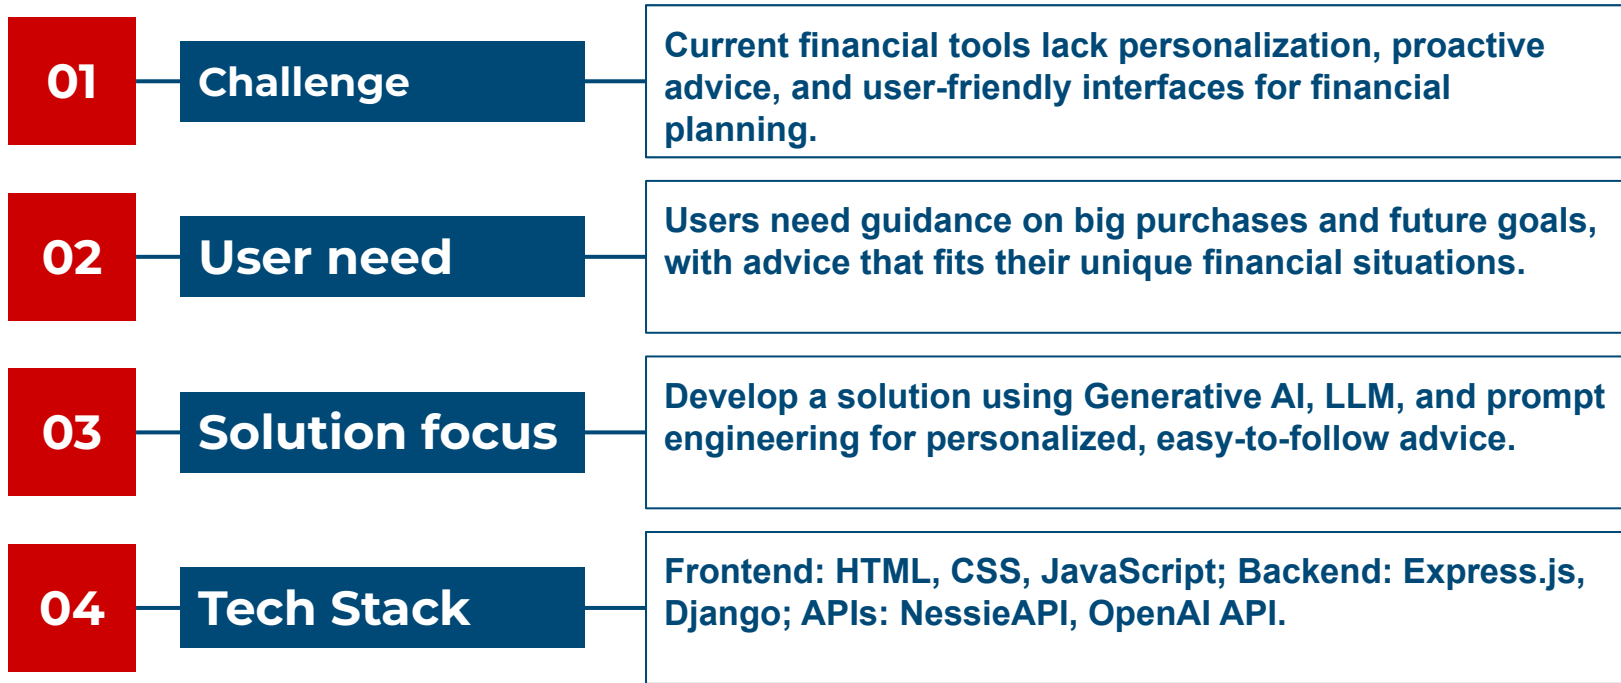 01
Challenge
Current financial tools lack personalization, proactive
advice, and user-friendly interfaces for financial
planning.
02
User need
Users need guidance on big purchases and future goals,
with advice that fits their unique financial situations.
03
Solution focus
Develop a solution using Generative AI, LLM, and prompt
engineering for personalized, easy-to-follow advice.
04
Tech Stack
Frontend: HTML, CSS, JavaScript; Backend: Express.js,
Django; APIs: NessieAPI, OpenAI API.